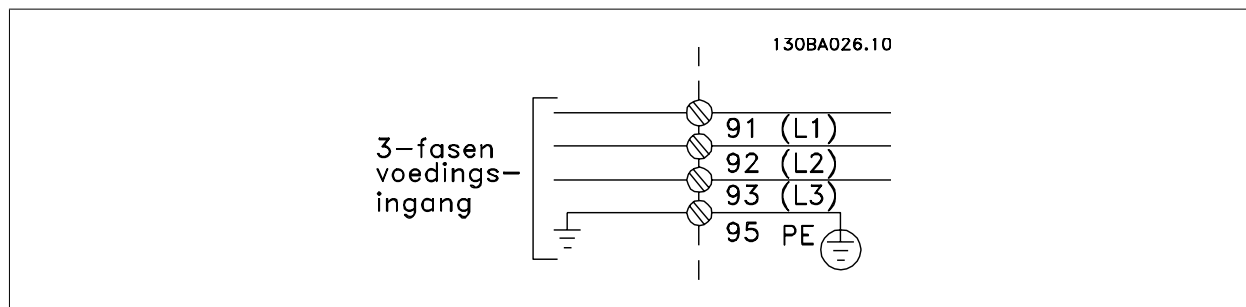 130BA026.10
3-fasen
voedings-
ingang
91 (L1)
92 (L2)
93 (L3)
95 PE